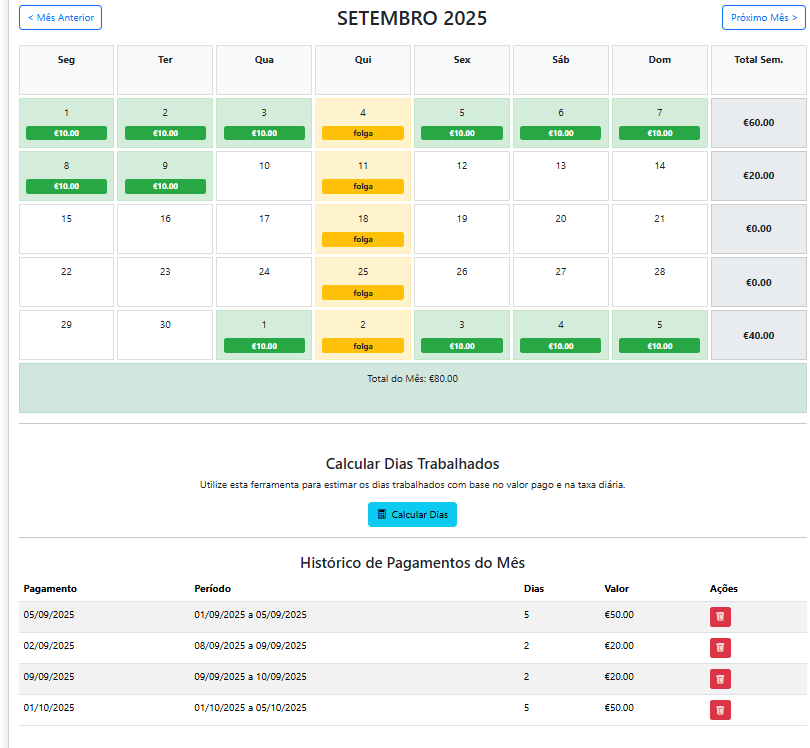 < Mês Anterior SETEMBRO 2025 Próximo Mês >
Seg Ter Qua Qui Sex Sáb Dom Total Sem.
1 2 3 4 5 6 7 €60.00
€10.00 €10.00 €10.00 folga €10.00 €10.00 €10.00
8 9 10 11 12 13 14 €20.00
€10.00 €10.00 folga
15 16 17 18 19 20 21 €0.00
folga
22 23 24 25 26 27 28 €0.00
folga
29 30 1 2 3 4 5 €40.00
€10.00 folga €10.00 €10.00 €10.00
Total do Mês: €80.00
Calcular Dias Trabalhados
Utilize esta ferramenta para estimar os dias trabalhados com base no valor pago e na taxa diária.
Calcular Dias
Histórico de Pagamentos do Mês
Pagamento Período Dias Valor Ações
05/09/2025 01/09/2025 a 05/09/2025 5 €50.00
02/09/2025 08/09/2025 a 09/09/2025 2 €20.00
09/09/2025 09/09/2025 a 10/09/2025 2 €20.00
01/10/2025 01/10/2025 a 05/10/2025 5 €50.00